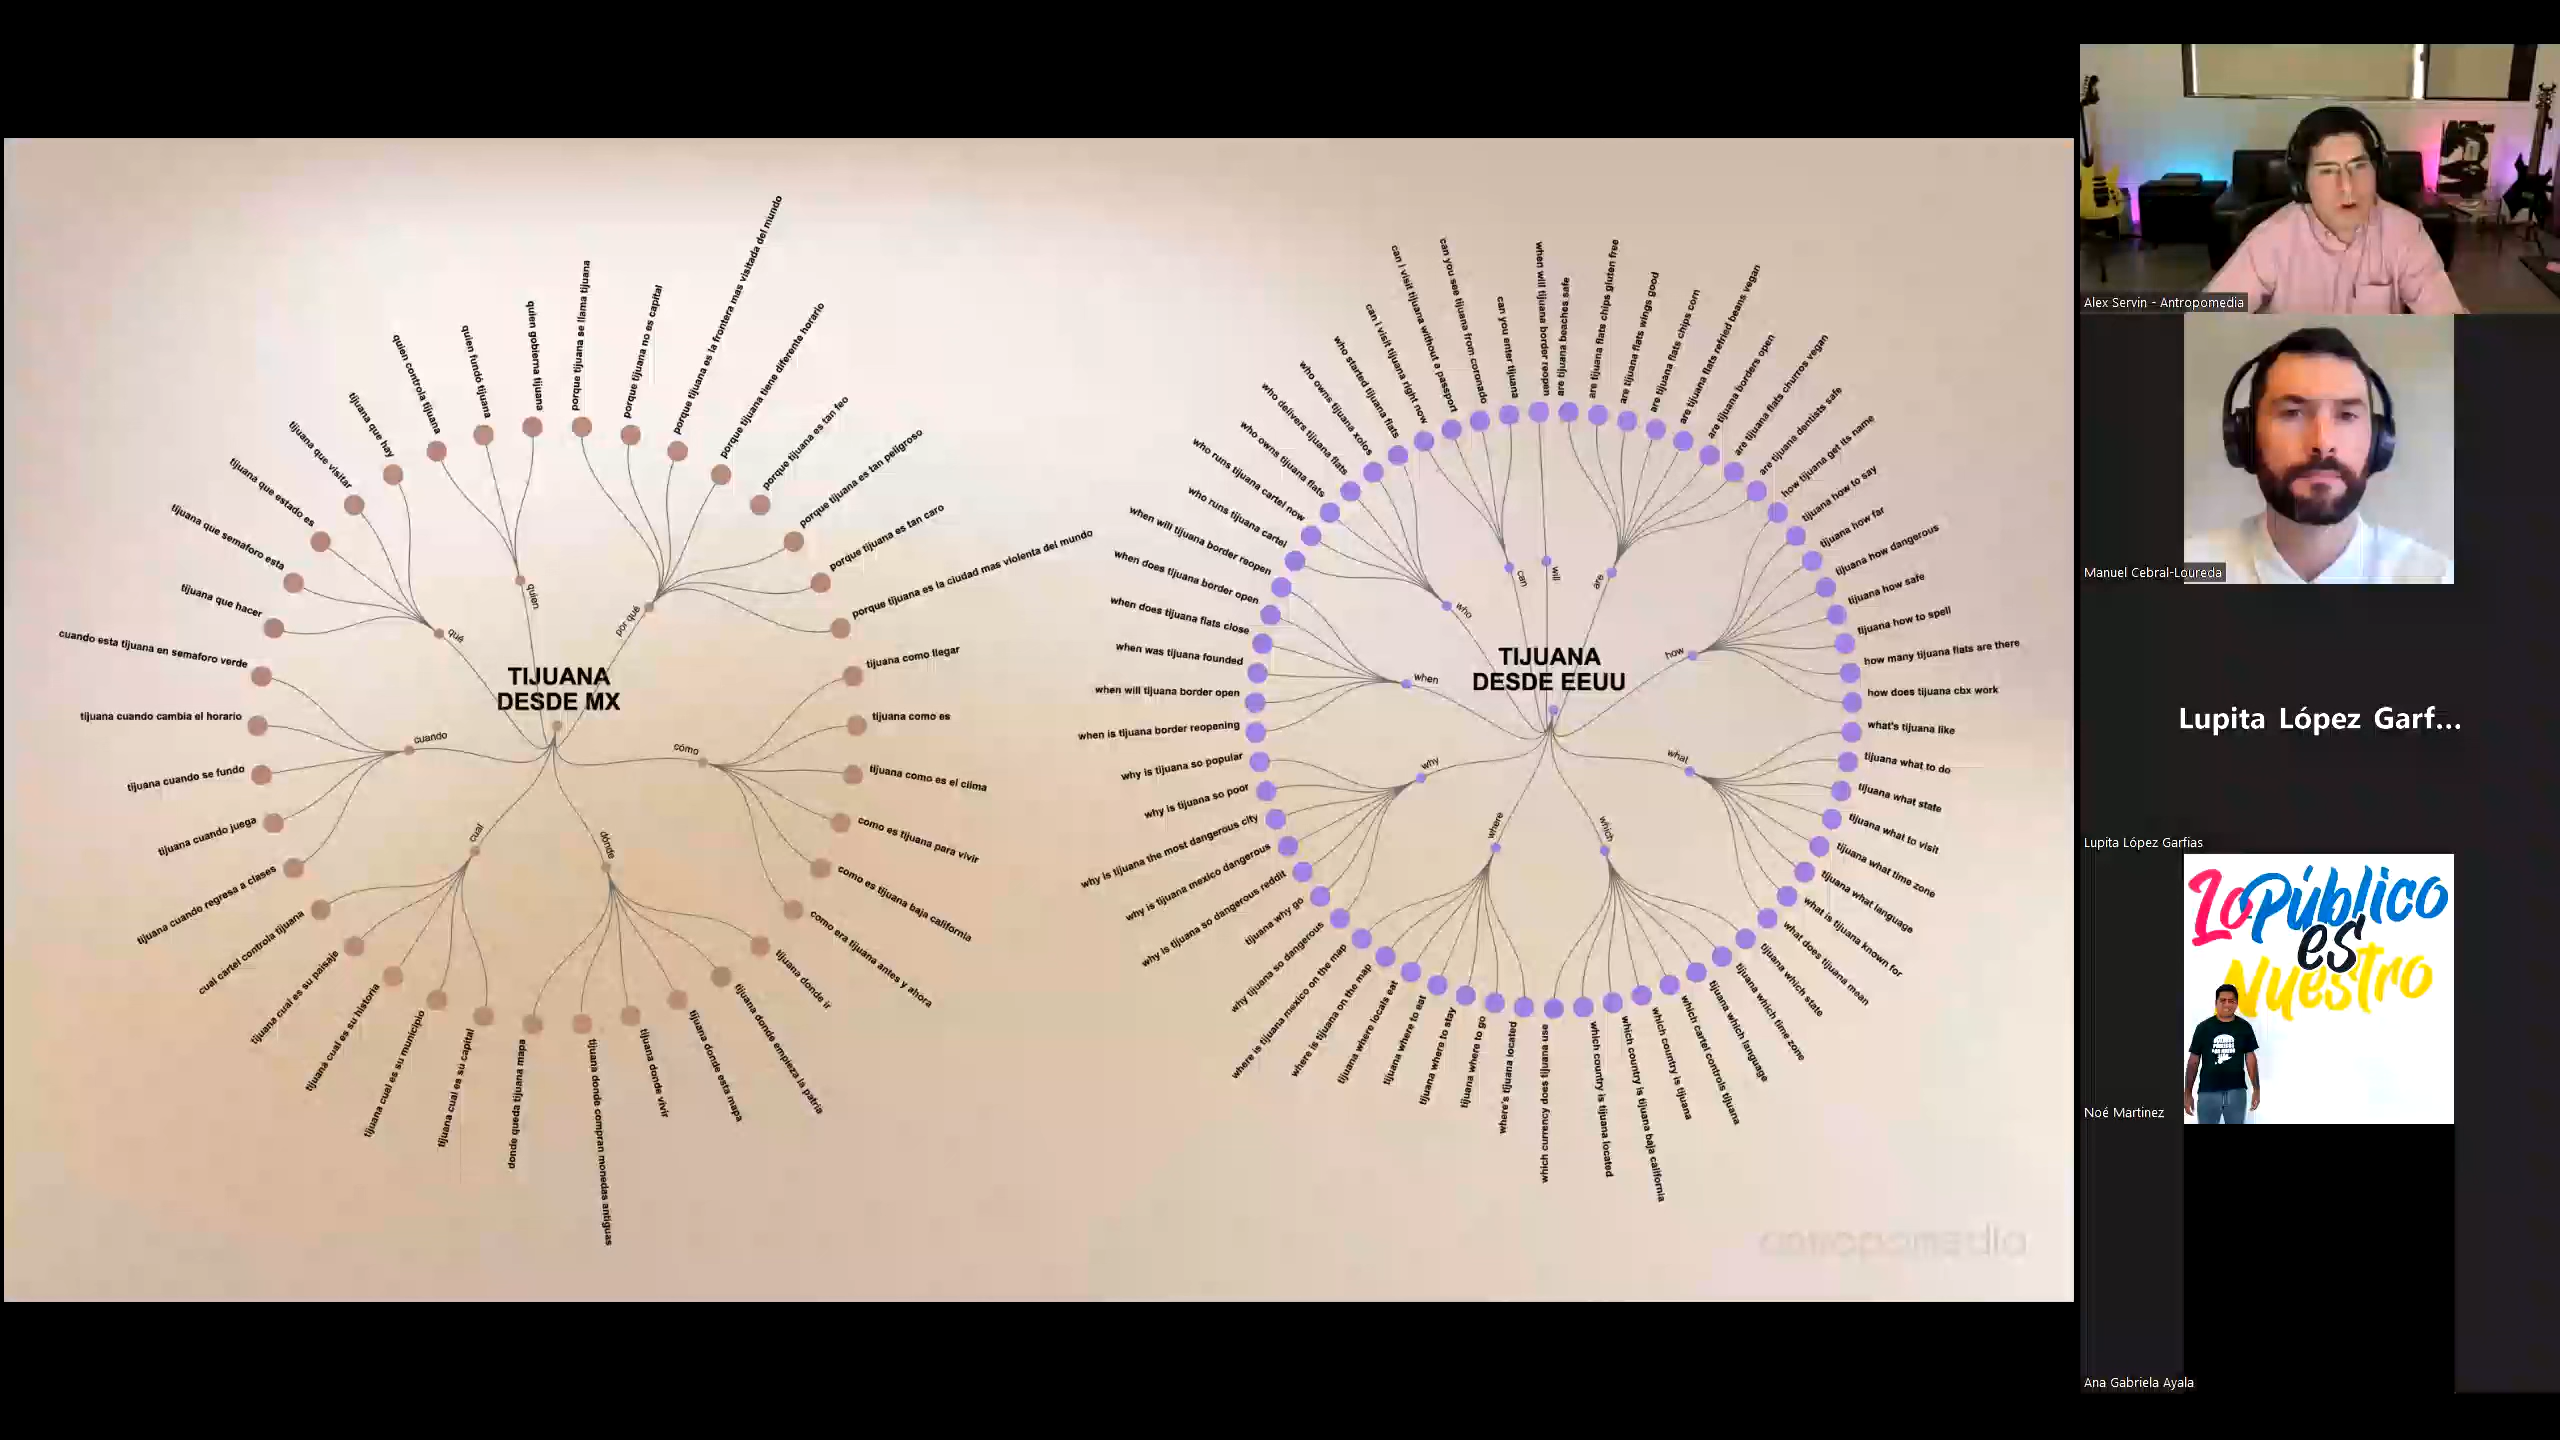 TIJUANA
DESDE MX
qué
tijuana que hacer
tijuana que semaforo esta
tijuana que estado es
tijuana que visitar
tijuana que hay
quien
quien controla tijuana
quien fundó tijuana
quien gobierna tijuana
por qué
porque tijuana se llama tijuana
porque tijuana no es capital
porque tijuana es la frontera mas visitada del mundo
porque tijuana tiene diferente horario
porque tijuana es tan feo
porque tijuana es tan peligroso
porque tijuana es tan caro
porque tijuana es la ciudad mas violenta del mundo
cómo
tijuana como llegar
tijuana como es
tijuana como es el clima
como es tijuana para vivir
como es tijuana baja california
como era tijuana antes y ahora
dónde
tijuana donde ir
tijuana donde empieza la patria
tijuana donde esta mapa
tijuana donde vivir
tijuana donde compran monedas antiguas
donde queda tijuana mapa
cual
tijuana cual es su capital
tijuana cual es su municipio
tijuana cual es su historia
tijuana cual es su paisaje
cual cartel controla tijuana
cuando
tijuana cuando regresa a clases
tijuana cuando juega
tijuana cuando se fundo
tijuana cuando cambia el horario
cuando esta tijuana en semaforo verde
TIJUANA
DESDE EEUU
can
can i visit tijuana right now
can i visit tijuana without a passport
can you see tijuana from coronado
can you enter tijuana
will
when will tijuana border reopen
are
are tijuana beaches safe
are tijuana flats chips gluten free
are tijuana flats wings good
are tijuana flats chips corn
are tijuana flats refried beans vegan
are tijuana borders open
are tijuana flats churros vegan
are tijuana dentists safe
how
how tijuana get its name
tijuana how to say
tijuana how far
tijuana how dangerous
tijuana how safe
tijuana how to spell
how many tijuana flats are there
how does tijuana cbx work
what
what's tijuana like
tijuana what to do
tijuana what state
tijuana what to visit
tijuana what time zone
tijuana what language
what is tijuana known for
what does tijuana mean
which
tijuana which state
tijuana which time zone
tijuana which language
which cartel controls tijuana
which country is tijuana
which country is tijuana baja california
which country is tijuana located
which currency does tijuana use
where
where's tijuana located
tijuana where to go
tijuana where to stay
tijuana where to eat
tijuana where locals eat
where is tijuana on the map
where is tijuana mexico on the map
why
why tijuana so dangerous
tijuana why go
why is tijuana so dangerous reddit
why is tijuana mexico dangerous
why is tijuana the most dangerous city
why is tijuana so poor
why is tijuana so popular
when
when is tijuana border reopening
when will tijuana border open
when was tijuana founded
when does tijuana flats close
when does tijuana border open
when will tijuana border reopen
who
who runs tijuana cartel
who runs tijuana cartel now
who owns tijuana flats
who delivers tijuana flats
who owns tijuana xolos
who started tijuana flats
antropomedia
Alex Servin - Antropomedia
Manuel Cebral-Loureda
Lupita López Garf...
Lupita López Garfias
Lo Público
es
Nuestro
Noé Martinez
Ana Gabriela Ayala